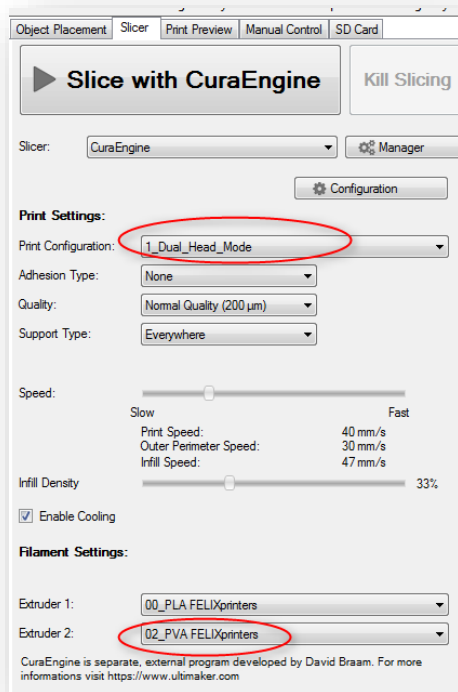 Object Placement Slicer Print Preview Manual Control SD Card
Slice with CuraEngine
Kill Slicing
Slicer: CuraEngine Manager
Configuration
Print Settings:
Print Configuration: 1_Dual_Head_Mode
Adhesion Type: None
Quality: Normal Quality (200 µm)
Support Type: Everywhere
Speed:
Slow Fast
Print Speed: 40 mm/s
Outer Perimeter Speed: 30 mm/s
Infill Speed: 47 mm/s
Infill Density 33%
Enable Cooling
Filament Settings:
Extruder 1: 00_PLA FELIXprinters
Extruder 2: 02_PVA FELIXprinters
CuraEngine is separate, external program developed by David Braam. For more
informations visit https://www.ultimaker.com